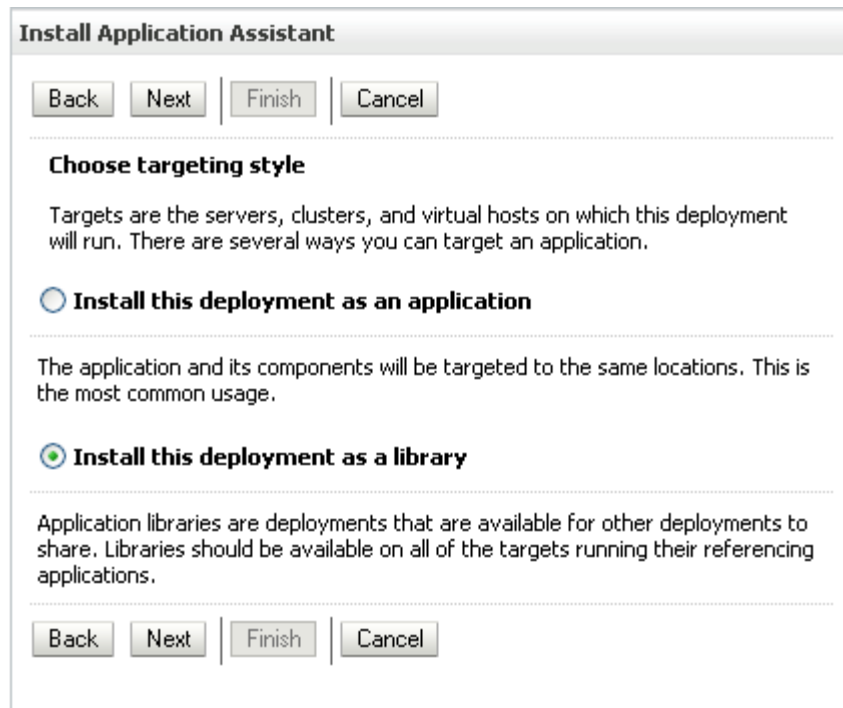 Install Application Assistant
Back Next Finish Cancel
Choose targeting style
Targets are the servers, clusters, and virtual hosts on which this deployment
will run. There are several ways you can target an application.
Install this deployment as an application
The application and its components will be targeted to the same locations. This is
the most common usage.
Install this deployment as a library
Application libraries are deployments that are available for other deployments to
share. Libraries should be available on all of the targets running their referencing
applications.
Back Next Finish Cancel